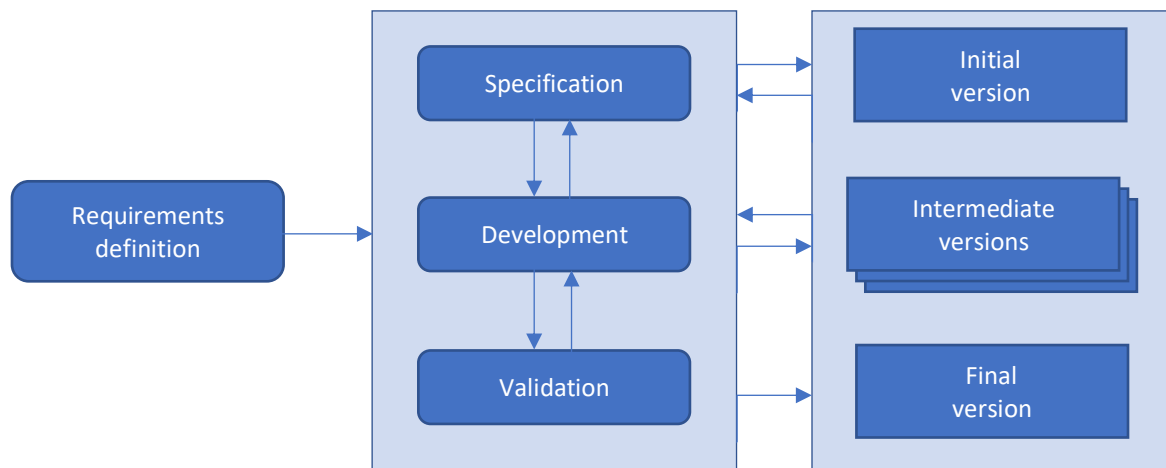 Requirements
definition
Specification
Development
Validation
Initial
version
Intermediate
versions
Final
version